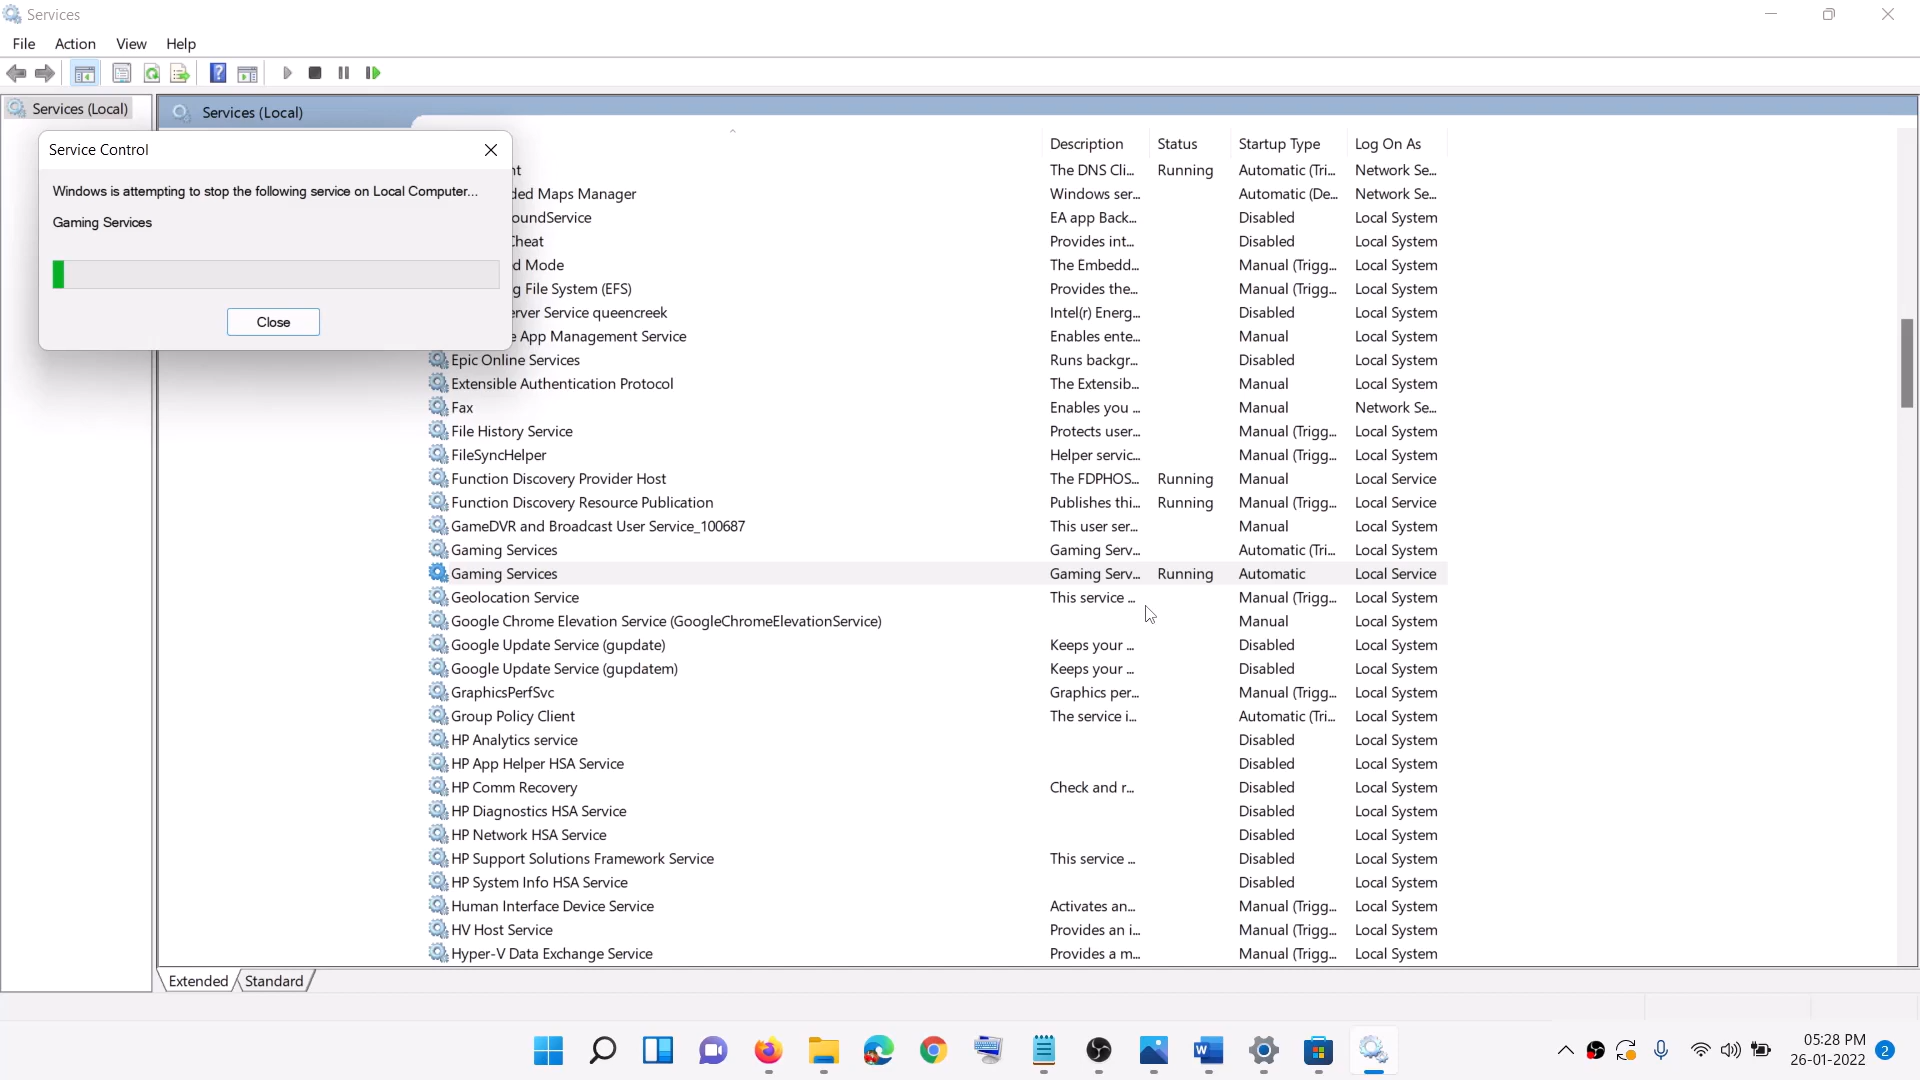 Services
File Action View Help
Services (Local)
Services (Local)
Service Control
Windows is attempting to stop the following service on Local Computer...
Gaming Services
Close
Description Status Startup Type Log On As
nt The DNS Cli... Running Automatic (Tri... Network Se...
ded Maps Manager Windows ser... Automatic (De... Network Se...
oundService EA app Back... Disabled Local System
Cheat Provides int... Disabled Local System
d Mode The Embedd... Manual (Trigg... Local System
g File System (EFS) Provides the... Manual (Trigg... Local System
erver Service queencreek Intel(r) Energ... Disabled Local System
e App Management Service Enables ente... Manual Local System
Epic Online Services Runs backgr... Disabled Local System
Extensible Authentication Protocol The Extensib... Manual Local System
Fax Enables you ... Manual Network Se...
File History Service Protects user... Manual (Trigg... Local System
FileSyncHelper Helper servic... Manual (Trigg... Local System
Function Discovery Provider Host The FDPHOS... Running Manual Local Service
Function Discovery Resource Publication Publishes thi... Running Manual (Trigg... Local Service
GameDVR and Broadcast User Service_100687 This user ser... Manual Local System
Gaming Services Gaming Serv... Automatic (Tri... Local System
Gaming Services Gaming Serv... Running Automatic Local Service
Geolocation Service This service ... Manual (Trigg... Local System
Google Chrome Elevation Service (GoogleChromeElevationService) Manual Local System
Google Update Service (gupdate) Keeps your ... Disabled Local System
Google Update Service (gupdatem) Keeps your ... Disabled Local System
GraphicsPerfSvc Graphics per... Manual (Trigg... Local System
Group Policy Client The service i... Automatic (Tri... Local System
HP Analytics service Disabled Local System
HP App Helper HSA Service Disabled Local System
HP Comm Recovery Check and r... Disabled Local System
HP Diagnostics HSA Service Disabled Local System
HP Network HSA Service Disabled Local System
HP Support Solutions Framework Service This service ... Disabled Local System
HP System Info HSA Service Disabled Local System
Human Interface Device Service Activates an... Manual (Trigg... Local System
HV Host Service Provides an i... Manual (Trigg... Local System
Hyper-V Data Exchange Service Provides a m... Manual (Trigg... Local System
Extended Standard
05:28 PM
26-01-2022 2